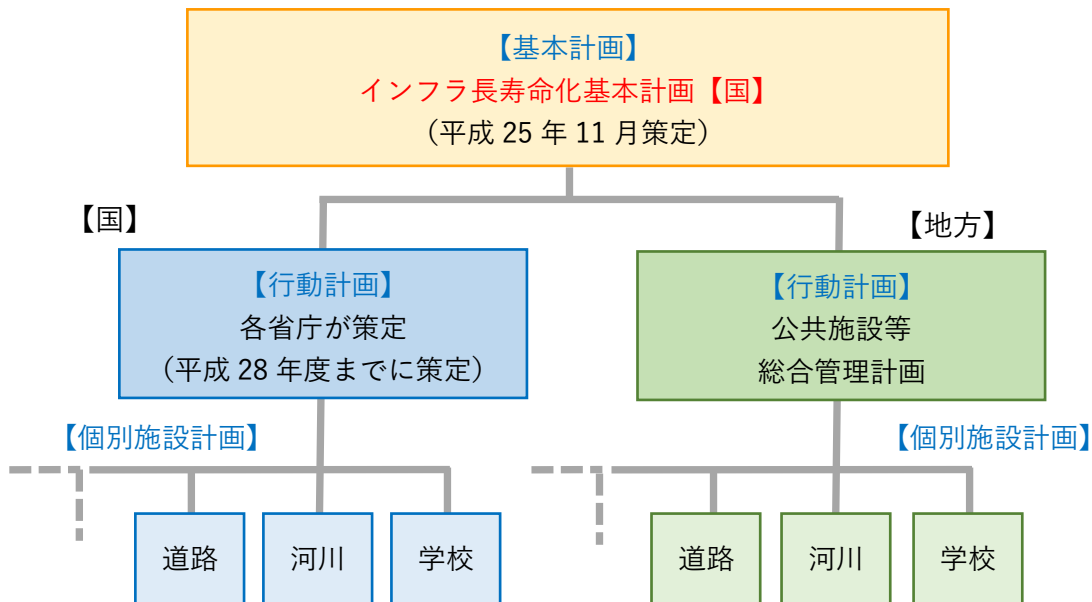 【基本計画】
インフラ長寿命化基本計画【国】
（平成 25 年 11 月策定）
【国】
【地方】
【行動計画】
各省庁が策定
（平成 28 年度までに策定）
【行動計画】
公共施設等
総合管理計画
【個別施設計画】
【個別施設計画】
道路
河川
学校
道路
河川
学校